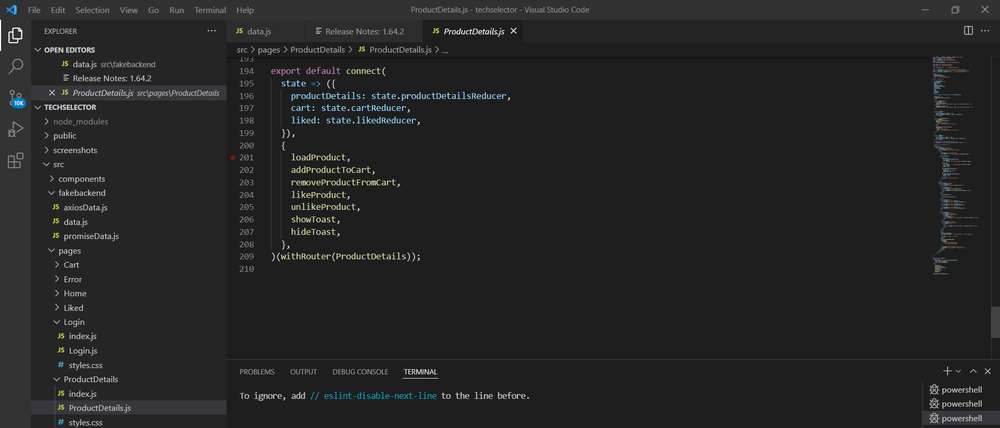 File Edit Selection View Go Run Terminal Help
ProductDetails.js - techselector - Visual Studio Code
EXPLORER
OPEN EDITORS
JS data.js src\fakebackend
Release Notes: 1.64.2
JS ProductDetails.js src\pages\ProductDetails
10K
TECHSELECTOR
node_modules
public
screenshots
src
components
fakebackend
JS axiosData.js
JS data.js
JS promiseData.js
pages
Cart
Error
Home
Liked
Login
JS index.js
JS Login.js
# styles.css
ProductDetails
JS index.js
JS ProductDetails.js
# styles.css
JS data.js
Release Notes: 1.64.2
JS ProductDetails.js
src > pages > ProductDetails > JS ProductDetails.js > ...
193
194 export default connect(
195 state => ({
196 productDetails: state.productDetailsReducer,
197 cart: state.cartReducer,
198 liked: state.likedReducer,
199 }),
200 {
201 loadProduct,
202 addProductToCart,
203 removeProductFromCart,
204 likeProduct,
205 unlikeProduct,
206 showToast,
207 hideToast,
208 },
209 )(withRouter(ProductDetails));
210
PROBLEMS OUTPUT DEBUG CONSOLE TERMINAL
To ignore, add // eslint-disable-next-line to the line before.
powershell
powershell
powershell